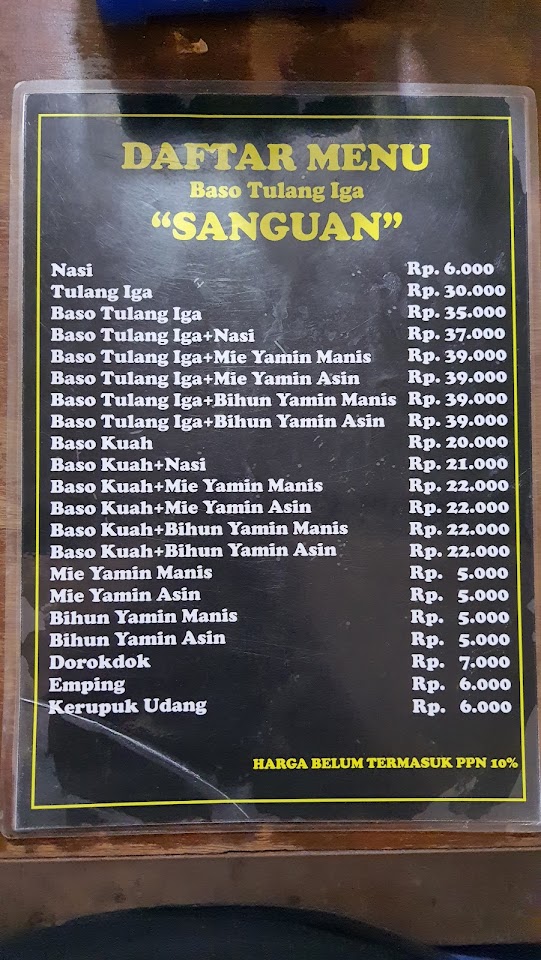 DAFTAR MENU
Baso Tulang Iga
“SANGUAN”
Nasi Rp. 6.000
Tulang Iga Rp. 30.000
Baso Tulang Iga Rp. 35.000
Baso Tulang Iga+Nasi Rp. 37.000
Baso Tulang Iga+Mie Yamin Manis Rp. 39.000
Baso Tulang Iga+Mie Yamin Asin Rp. 39.000
Baso Tulang Iga+Bihun Yamin Manis Rp. 39.000
Baso Tulang Iga+Bihun Yamin Asin Rp. 39.000
Baso Kuah Rp. 20.000
Baso Kuah+Nasi Rp. 21.000
Baso Kuah+Mie Yamin Manis Rp. 22.000
Baso Kuah+Mie Yamin Asin Rp. 22.000
Baso Kuah+Bihun Yamin Manis Rp. 22.000
Baso Kuah+Bihun Yamin Asin Rp. 22.000
Mie Yamin Manis Rp. 5.000
Mie Yamin Asin Rp. 5.000
Bihun Yamin Manis Rp. 5.000
Bihun Yamin Asin Rp. 5.000
Dorokdok Rp. 7.000
Emping Rp. 6.000
Kerupuk Udang Rp. 6.000
HARGA BELUM TERMASUK PPN 10%